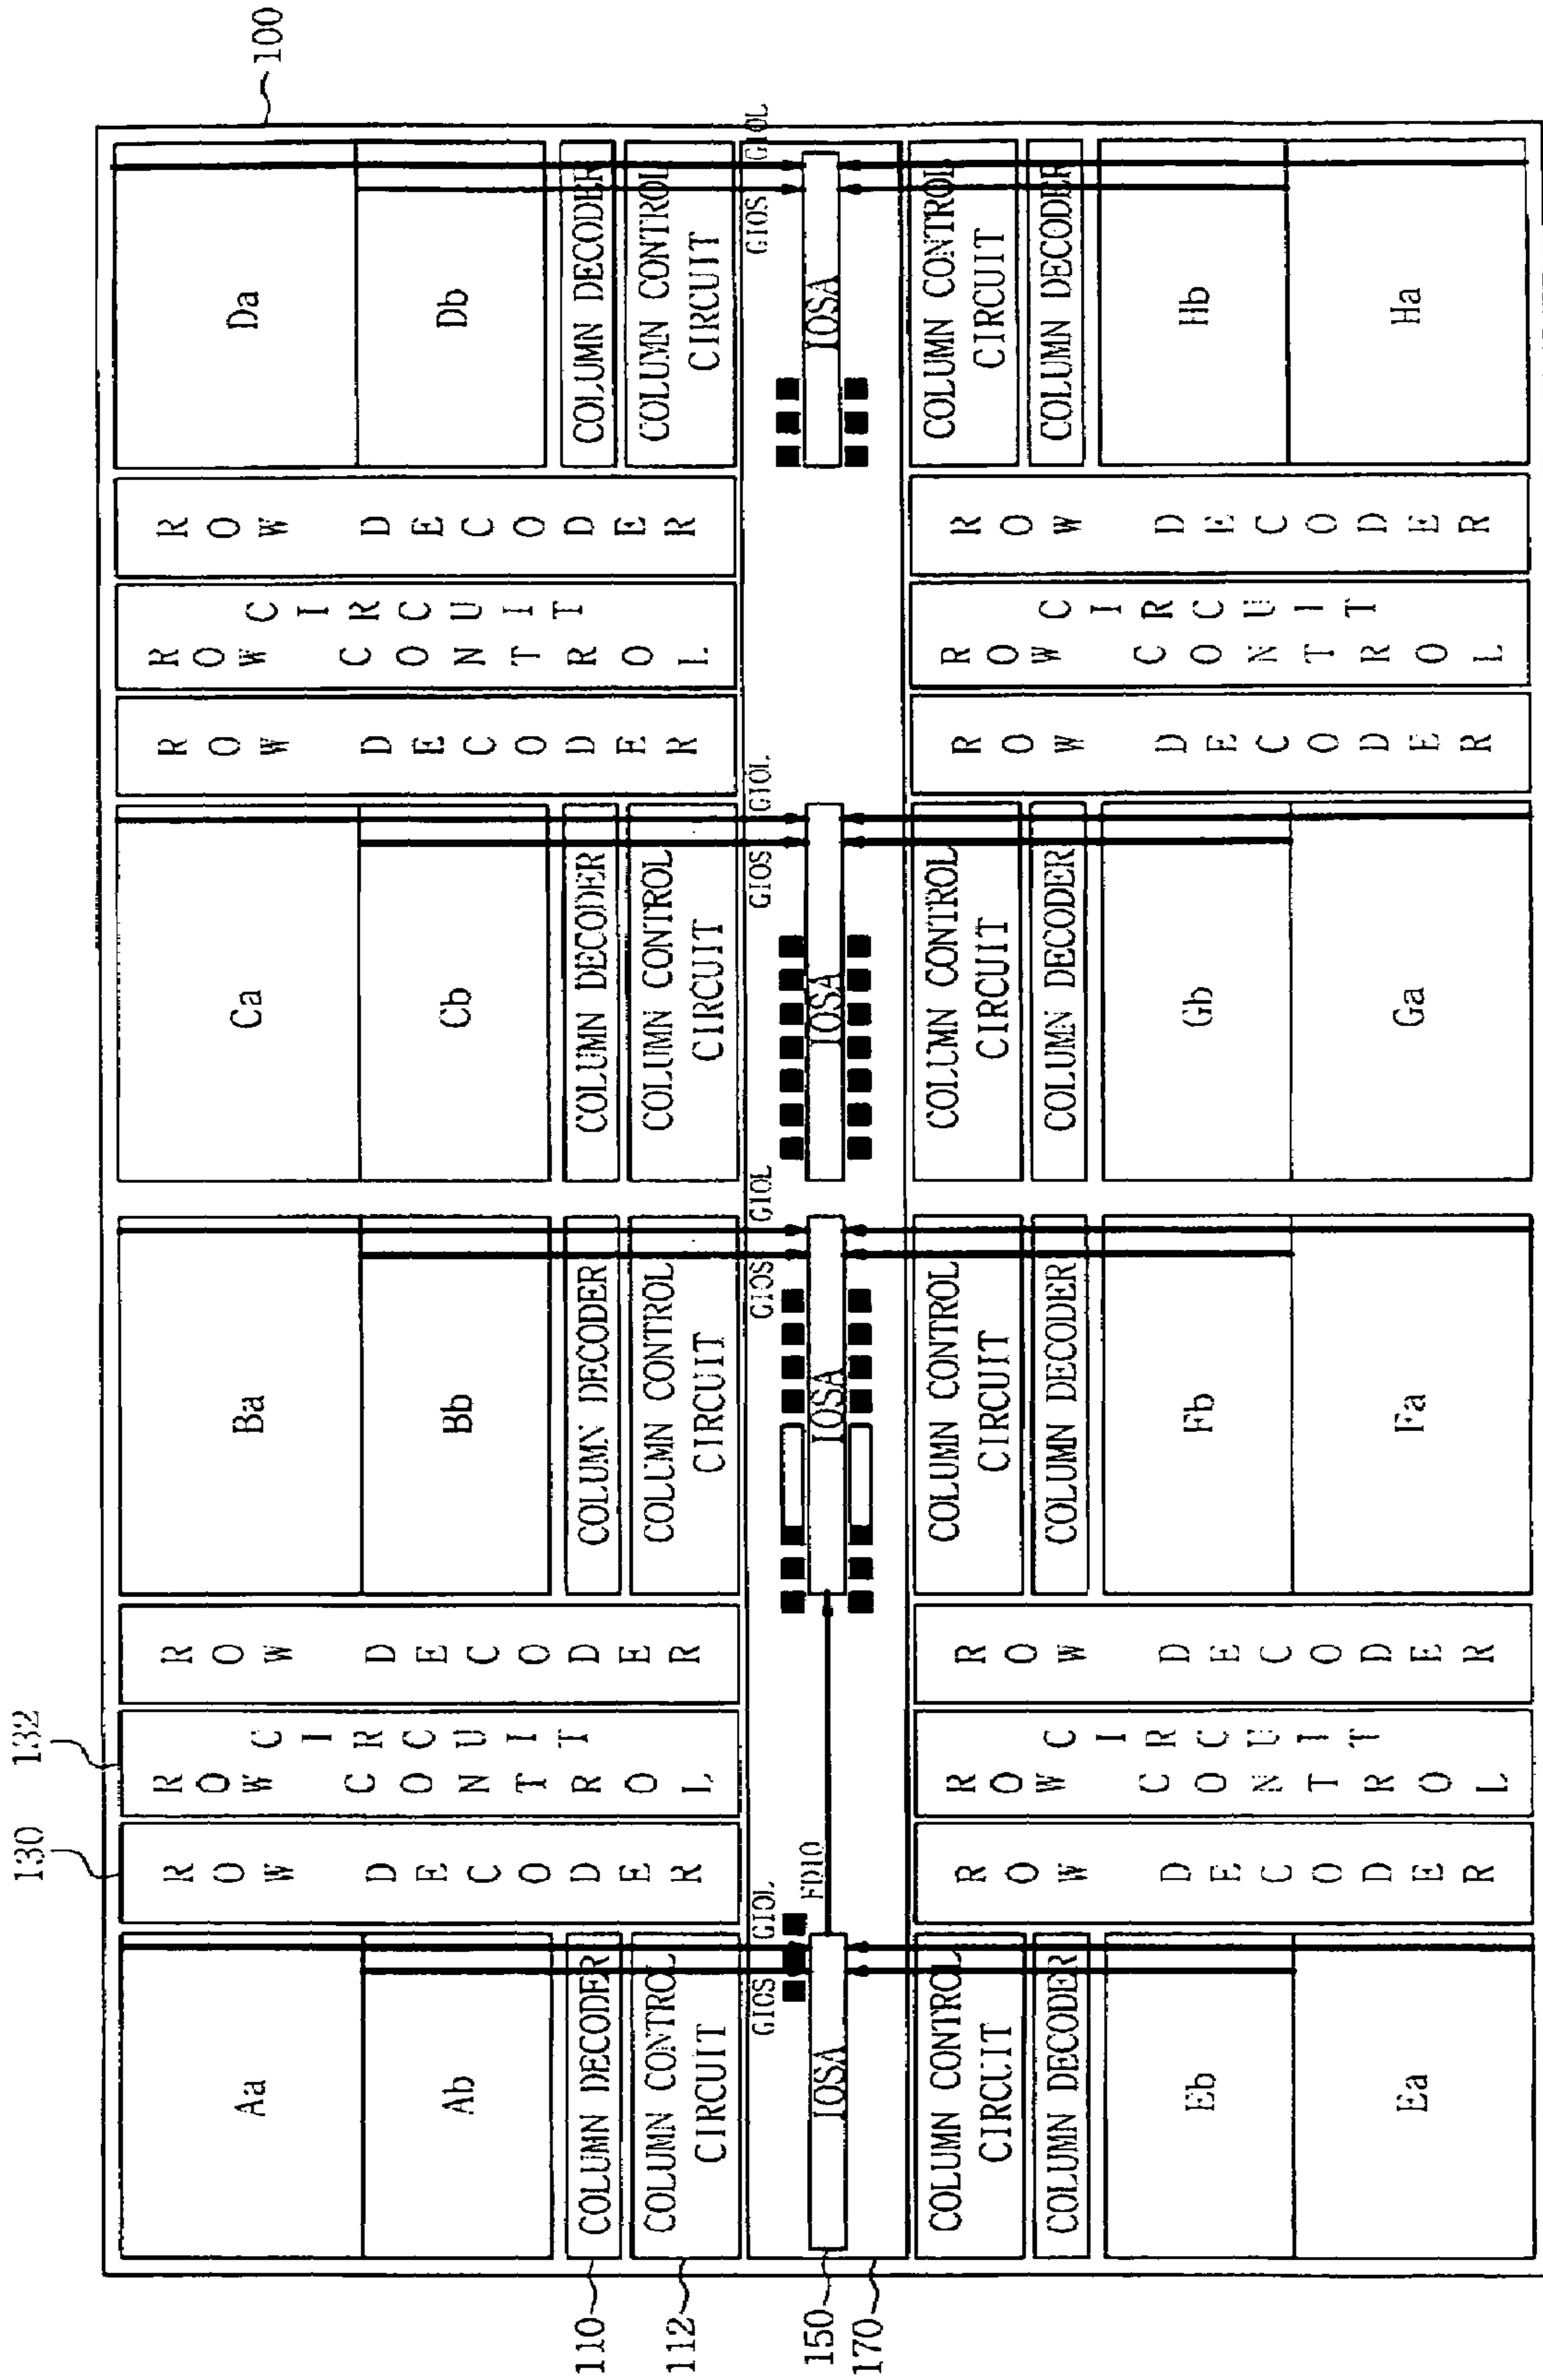 100
132
130
110
112
150
170
Da
Db
COLUMN DECODER
COLUMN CONTROL
CIRCUIT
GIOL
GIOS
IOSA
COLUMN CONTROL
CIRCUIT
COLUMN DECODER
Hb
Ha
ROW DECODER
ROW CONTROL
CIRCUIT
ROW DECODER
ROW DECODER
ROW CONTROL
CIRCUIT
ROW DECODER
Ca
Cb
COLUMN DECODER
COLUMN CONTROL
CIRCUIT
GIOL
GIOS
IOSA
COLUMN CONTROL
CIRCUIT
COLUMN DECODER
Gb
Ga
Ba
Bb
COLUMN DECODER
COLUMN CONTROL
CIRCUIT
GIOL
GIOS
IOSA
COLUMN CONTROL
CIRCUIT
COLUMN DECODER
Fb
Fa
ROW DECODER
ROW CONTROL
CIRCUIT
ROW DECODER
ROW DECODER
ROW CONTROL
CIRCUIT
ROW DECODER
Aa
Ab
COLUMN DECODER
COLUMN CONTROL
CIRCUIT
GIOL
GIOS
FDIO
IOSA
COLUMN CONTROL
CIRCUIT
COLUMN DECODER
Eb
Ea